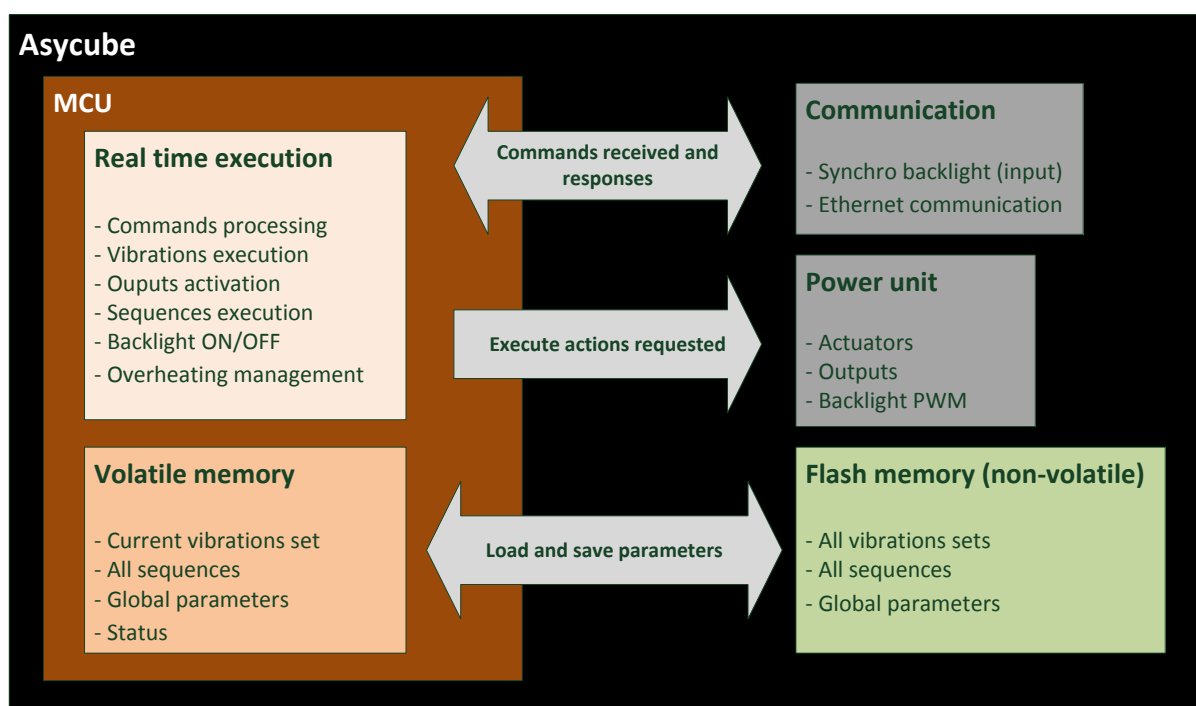 Asycube
MCU
Real time execution
- Commands processing
- Vibrations execution
- Ouputs activation
- Sequences execution
- Backlight ON/OFF
- Overheating management
Commands received and
responses
Communication
- Synchro backlight (input)
- Ethernet communication
Execute actions requested
Power unit
- Actuators
- Outputs
- Backlight PWM
Volatile memory
- Current vibrations set
- All sequences
- Global parameters
- Status
Load and save parameters
Flash memory (non-volatile)
- All vibrations sets
- All sequences
- Global parameters